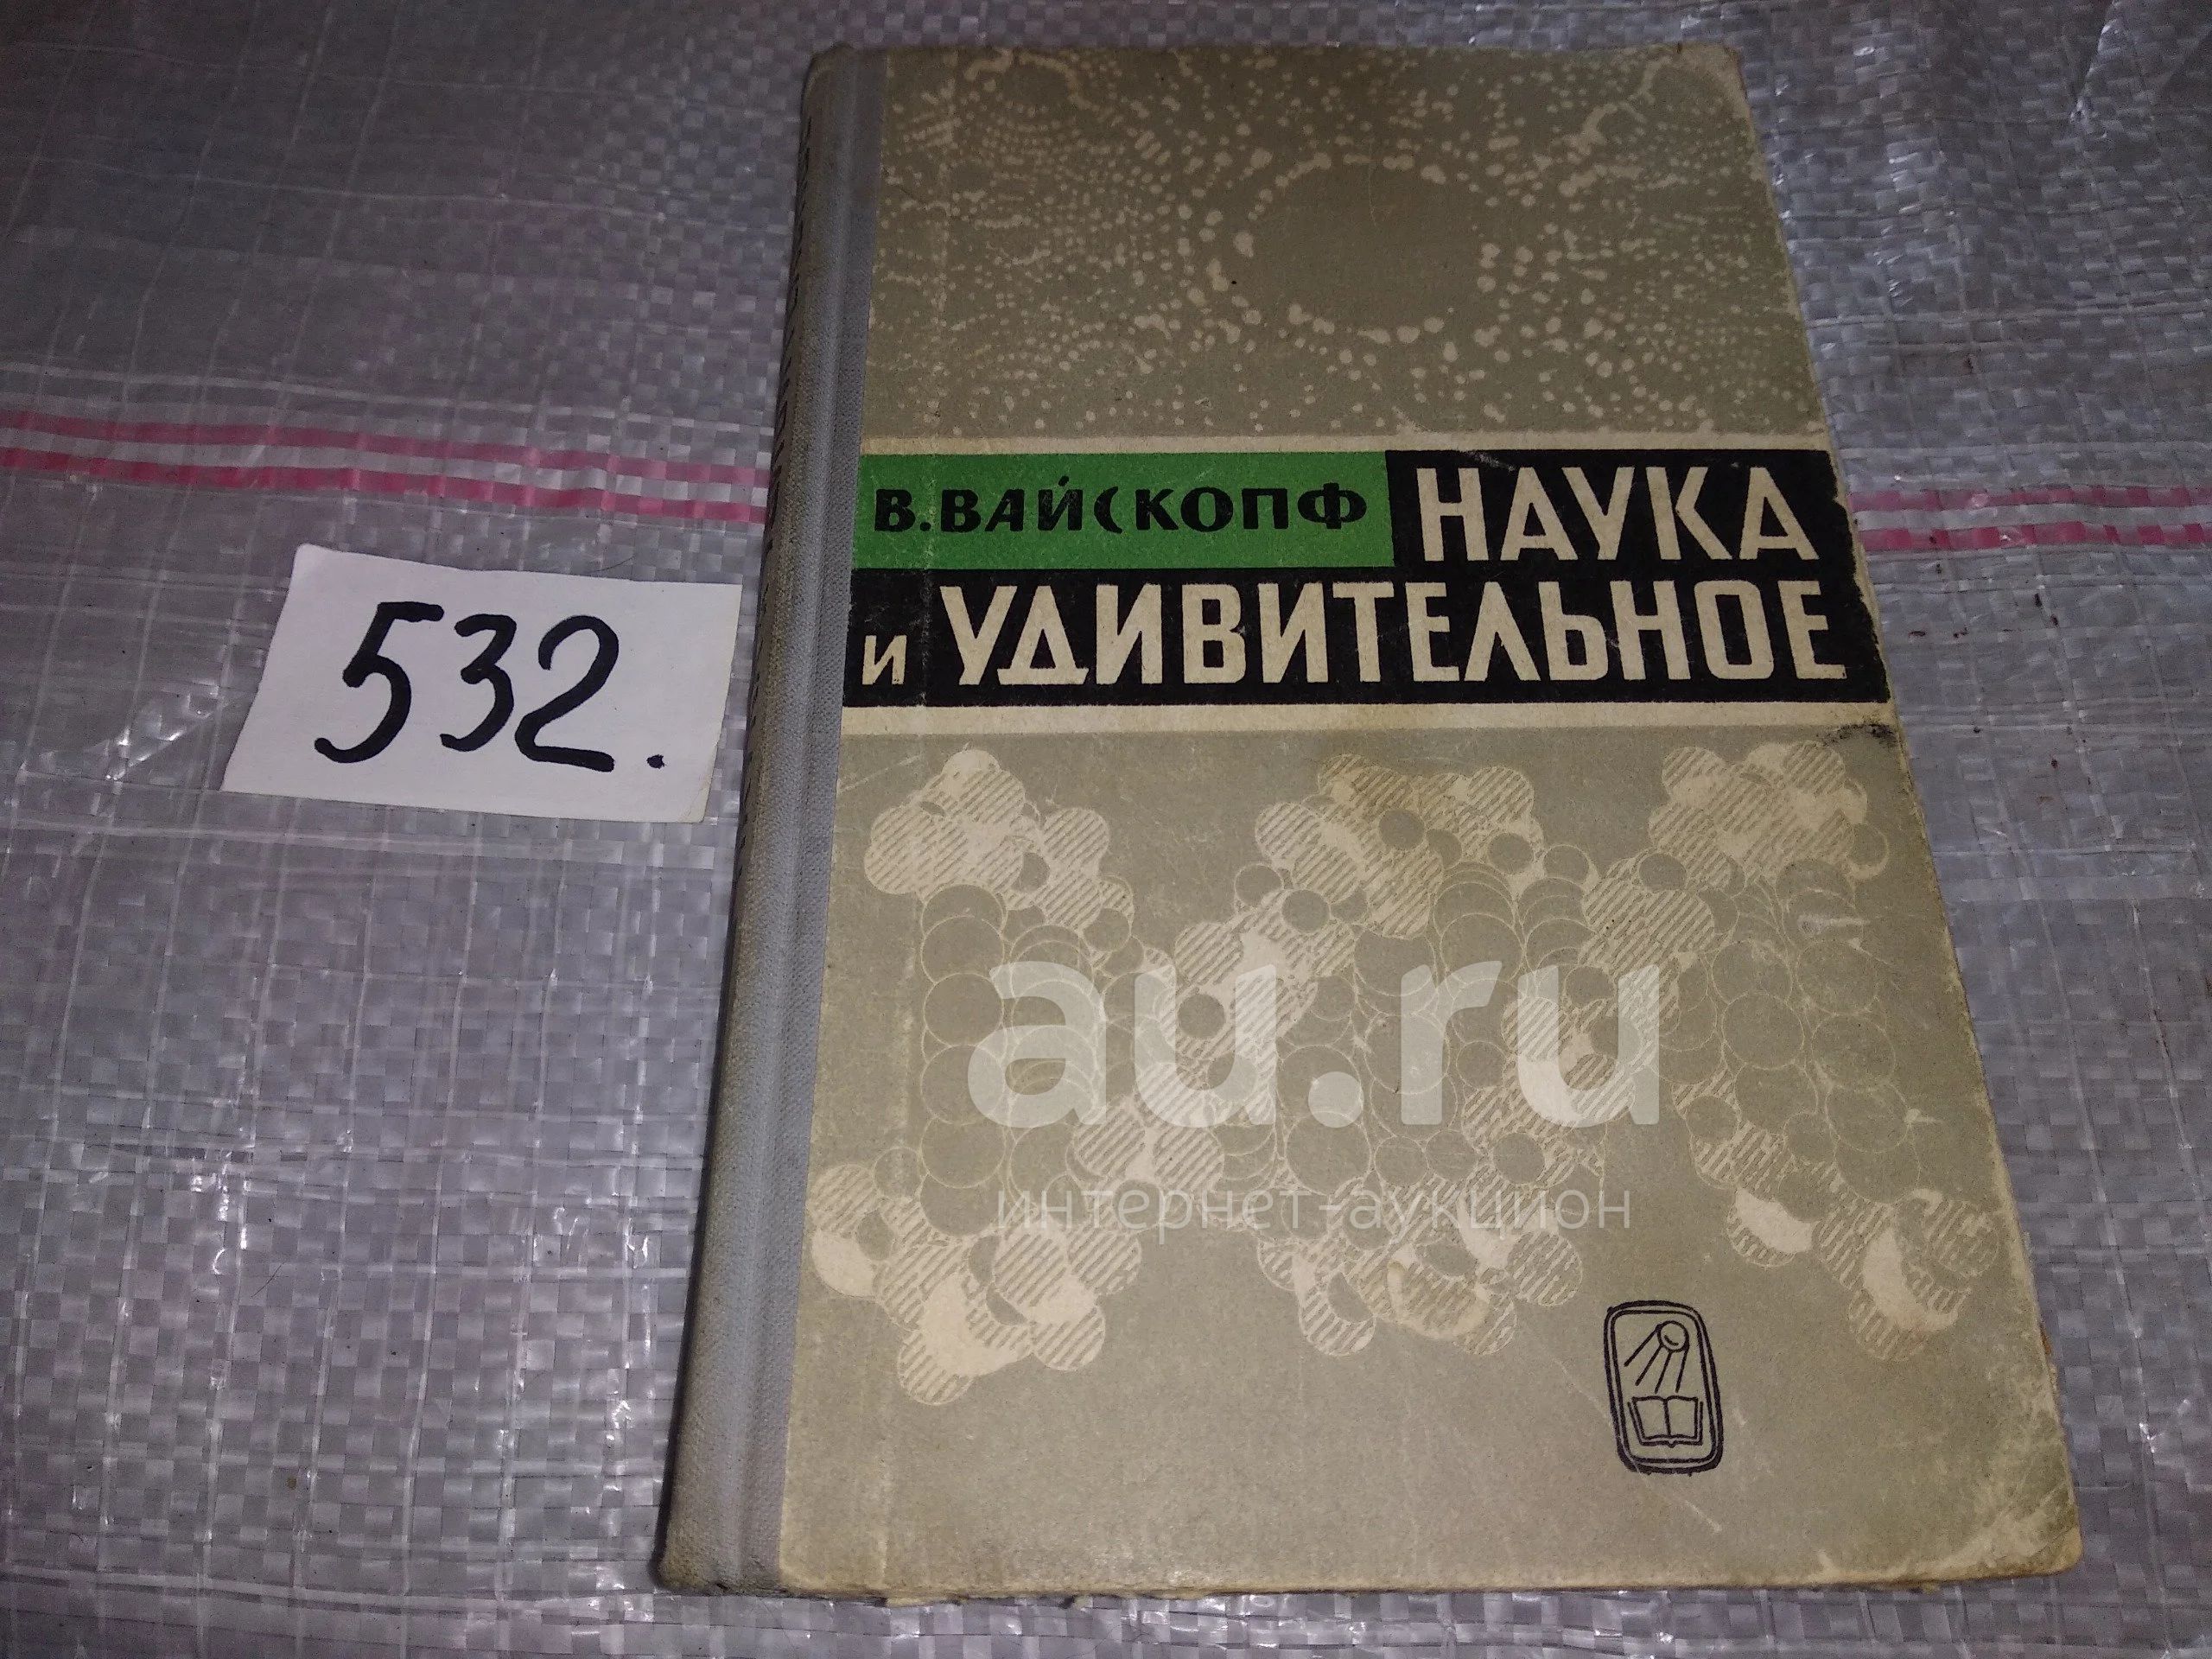 В. ВАЙСКОПФ НАУКА
и УДИВИТЕЛЬНОЕ
532.
au.ru
интернет-аукцион